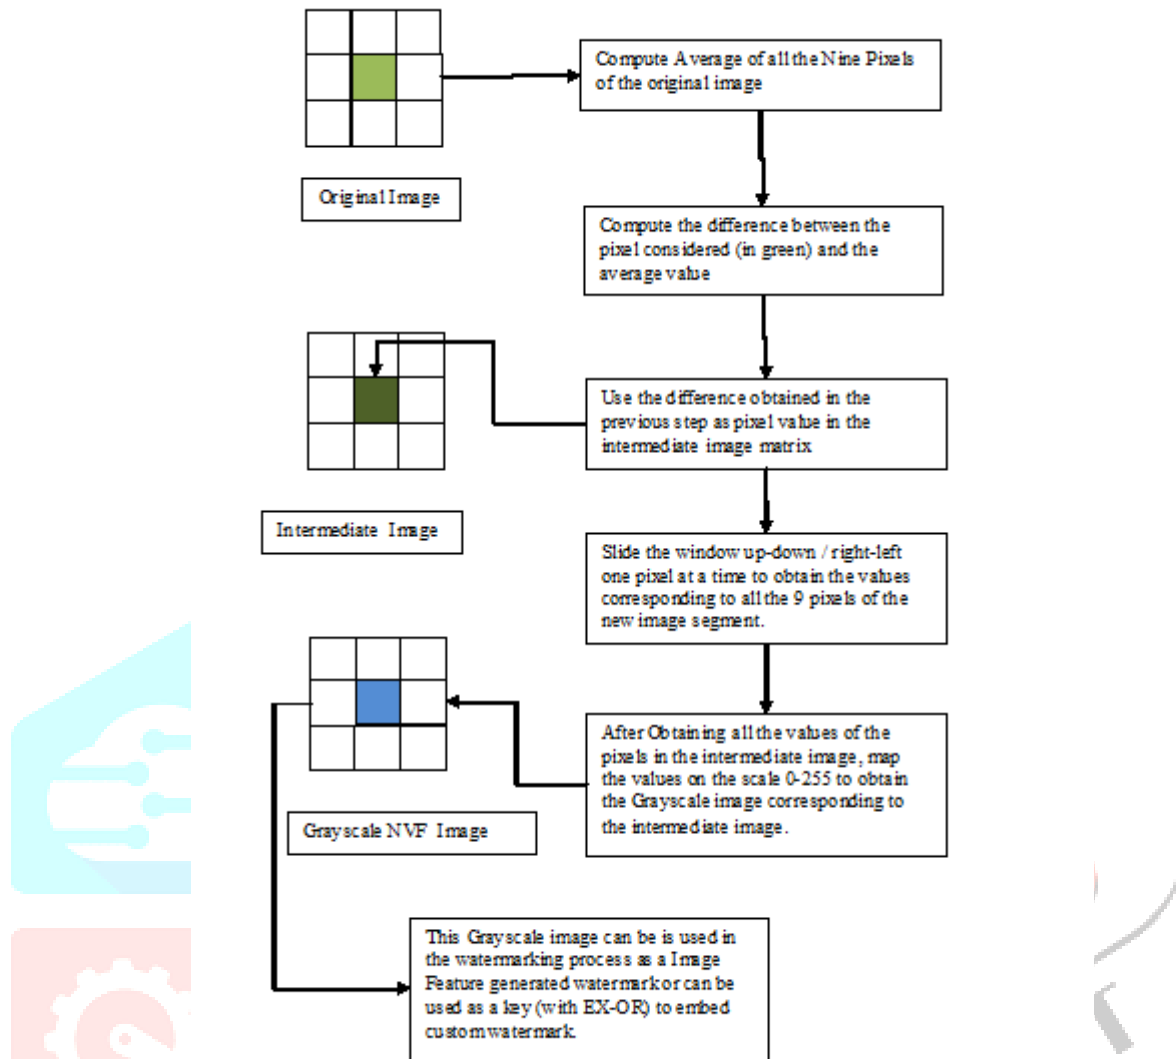 Compute Average of all the Nine Pixels
of the original image
Original Image
Compute the difference between the
pixel considered (in green) and the
average value
Use the difference obtained in the
previous step as pixel value in the
intermediate image matrix
Intermediate Image
Slide the window up-down / right-left
one pixel at a time to obtain the values
corresponding to all the 9 pixels of the
new image segment.
After Obtaining all the values of the
pixels in the intermediate image, map
the values on the scale 0-255 to obtain
the Grayscale image corresponding to
the intermediate image.
Grayscale NVF Image
This Grayscale image can be is used in
the watermarking process as a Image
Feature generated watermark or can be
used as a key (with EX-OR) to embed
custom watermark.